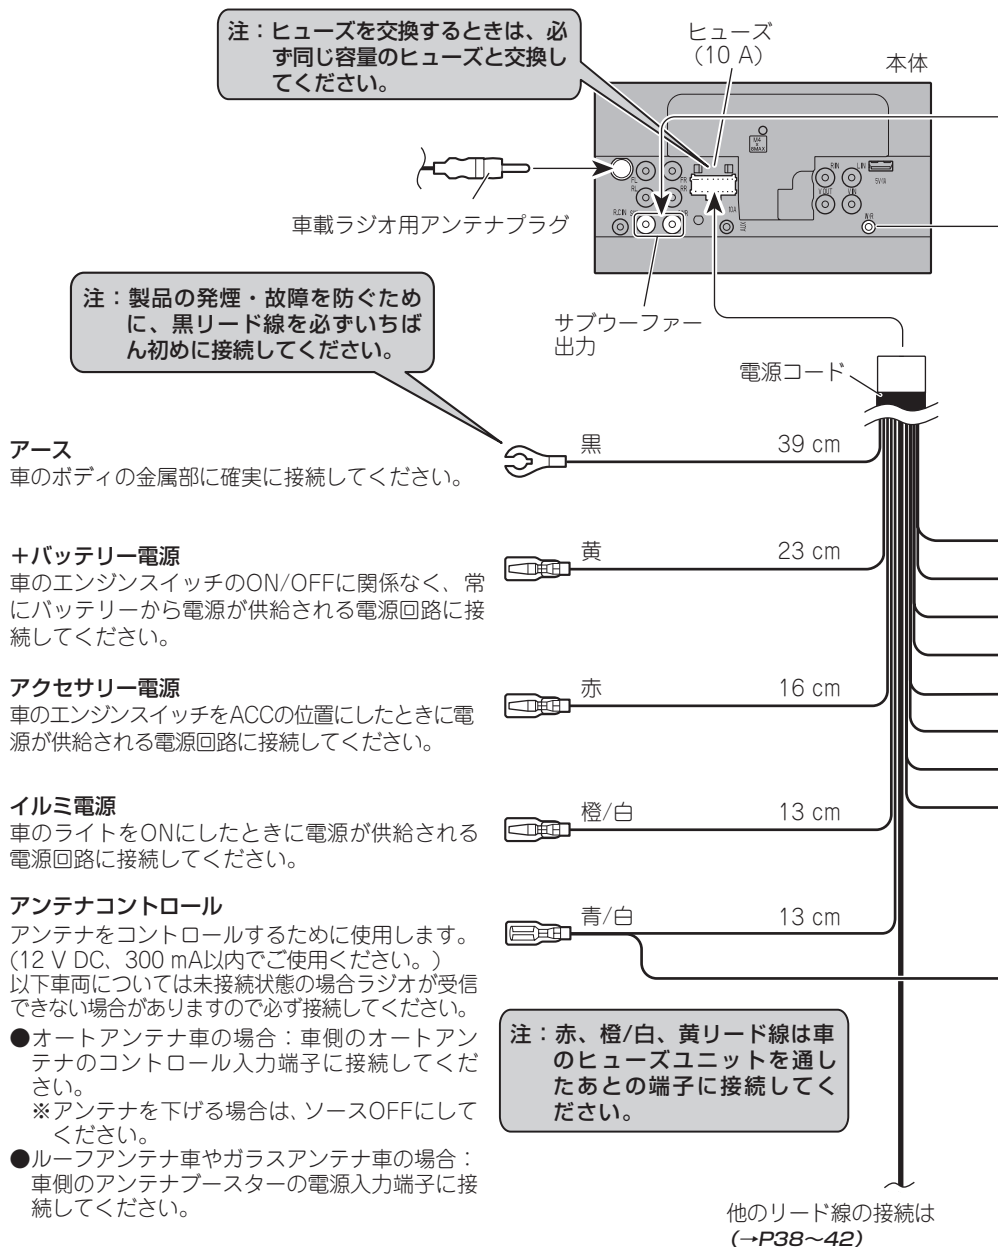 注：ヒューズを交換するときは、必
ず同じ容量のヒューズと交換し
てください。
ヒューズ
(10 A)
本体
車載ラジオ用アンテナプラグ
FL
FR
RL
RR
R.C IN
10A
AUX
M4
8MAX
R IN
L IN
V OUT
V IN
5V/1A
W/R
サブウーファー
出力
注：製品の発煙・故障を防ぐため
に、黒リード線を必ずいちば
ん初めに接続してください。
電源コード
アース
車のボディの金属部に確実に接続してください。
黒 39 cm
＋バッテリー電源
車のエンジンスイッチのON/OFFに関係なく、常
にバッテリーから電源が供給される電源回路に接
続してください。
黄 23 cm
アクセサリー電源
車のエンジンスイッチをACCの位置にしたときに電
源が供給される電源回路に接続してください。
赤 16 cm
イルミ電源
車のライトをONにしたときに電源が供給される
電源回路に接続してください。
橙/白 13 cm
アンテナコントロール
アンテナをコントロールするために使用します。
(12 V DC、300 mA以内でご使用ください。)
以下車両については未接続状態の場合ラジオが受信
できない場合がありますので必ず接続してください。
●オートアンテナ車の場合：車側のオートアン
テナのコントロール入力端子に接続してくだ
さい。
※アンテナを下げる場合は、ソースOFFにして
ください。
●ルーフアンテナ車やガラスアンテナ車の場合：
車側のアンテナブースターの電源入力端子に接
続してください。
青/白 13 cm
注：赤、橙/白、黄リード線は車
のヒューズユニットを通し
たあとの端子に接続してく
ださい。
他のリード線の接続は
(→P38〜42)